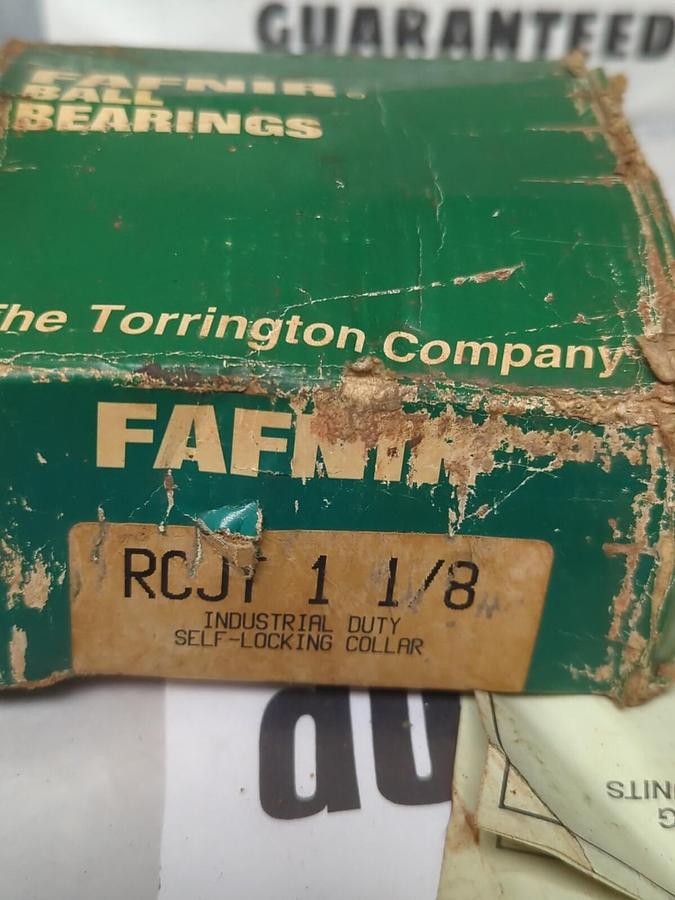 GUARANTEED
FAFNIR®
BALL
BEARINGS
The Torrington Company
FAFNIR
RCJT 1 1/8
INDUSTRIAL DUTY
SELF-LOCKING COLLAR